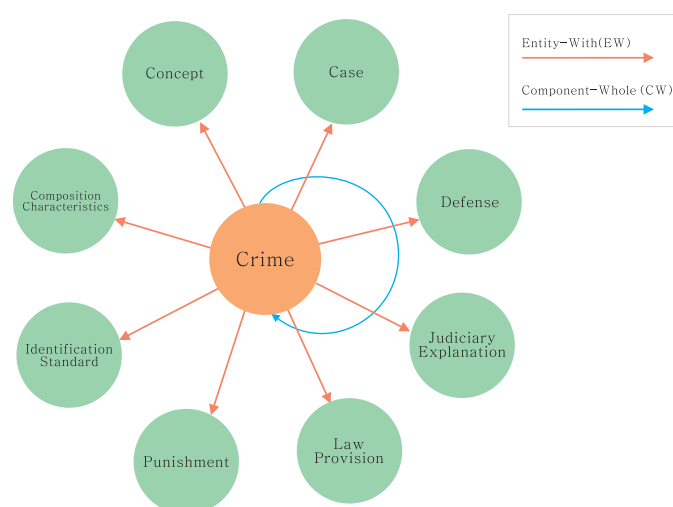 Concept
Case
Entity-With(EW)
Component-Whole (CW)
Composition
Characteristics
Defense
Crime
Identification
Standard
Judiciary
Explanation
Punishment
Law
Provision